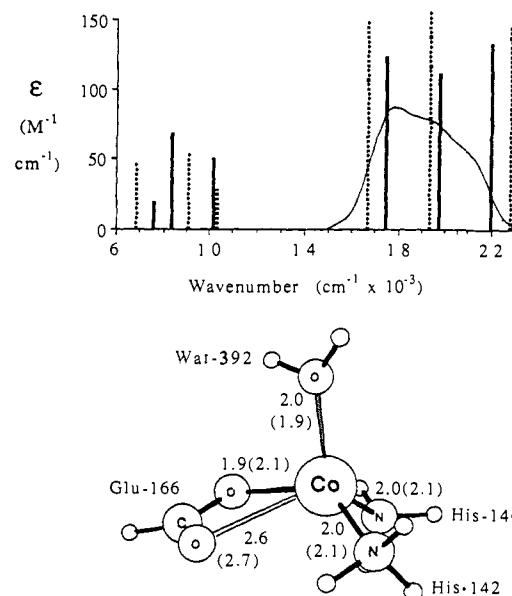 150
ε
100
(M⁻¹
cm⁻¹)
50
0
6
10
18
22
Wavenumber (cm⁻¹ x 10⁻³)
Wat-392
O
2.0
(1.9)
1.9(2.1)
2.0(2.1)
Glu-166
O
Co
N
His-14
C
O
2.6
(2.7)
2.0
(2.1)
N
His-142